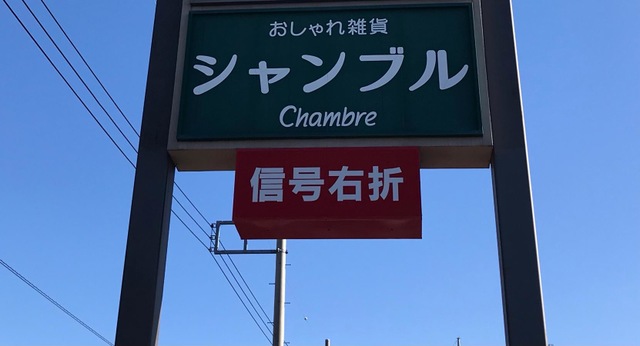 おしゃれ雑貨
シャンブル
Chambre
信号右折